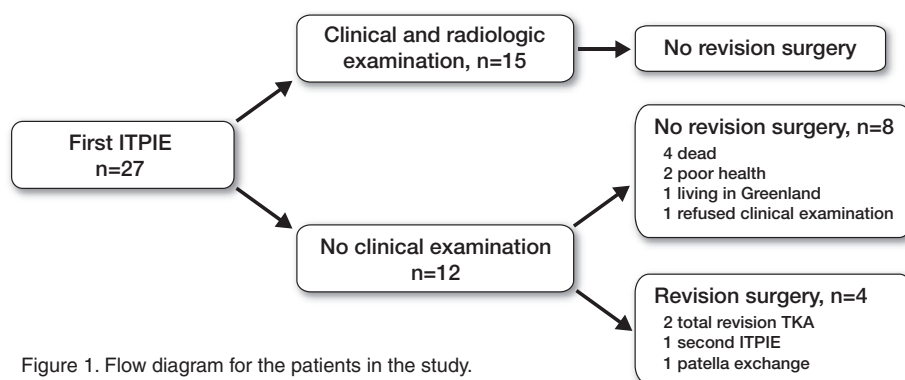 Clinical and radiologic
examination, n=15
No revision surgery
First ITPIE
n=27
No revision surgery, n=8
4 dead
2 poor health
1 living in Greenland
1 refused clinical examination
No clinical examination
n=12
Revision surgery, n=4
2 total revision TKA
1 second ITPIE
1 patella exchange
Figure 1. Flow diagram for the patients in the study.